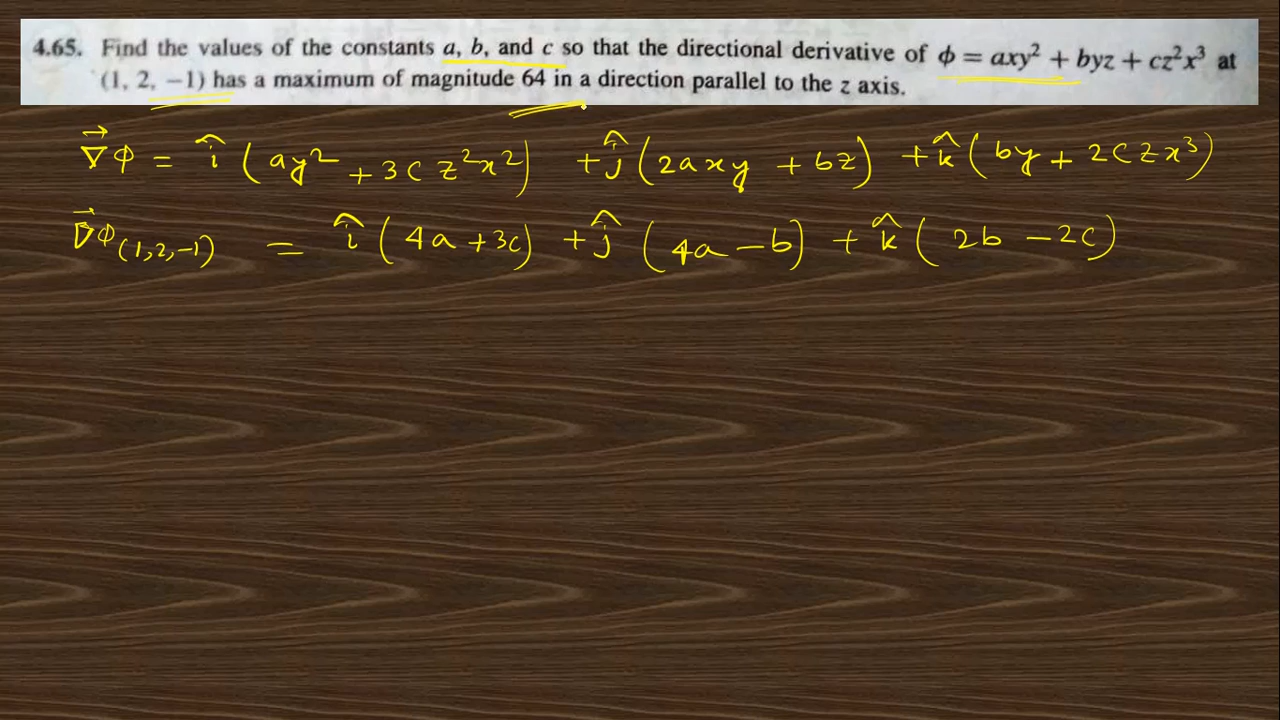 4.65. Find the values of the constants a, b, and c so that the directional derivative of ϕ = axy² + byz + cz²x³ at
(1, 2, −1) has a maximum of magnitude 64 in a direction parallel to the z axis.
∇⃗ϕ = î (ay² + 3cz²x²) + ĵ (2axy + bz) + k̂ (by + 2czx³)
∇⃗ϕ(1,2,-1) = î (4a + 3c) + ĵ (4a − b) + k̂ (2b − 2c)